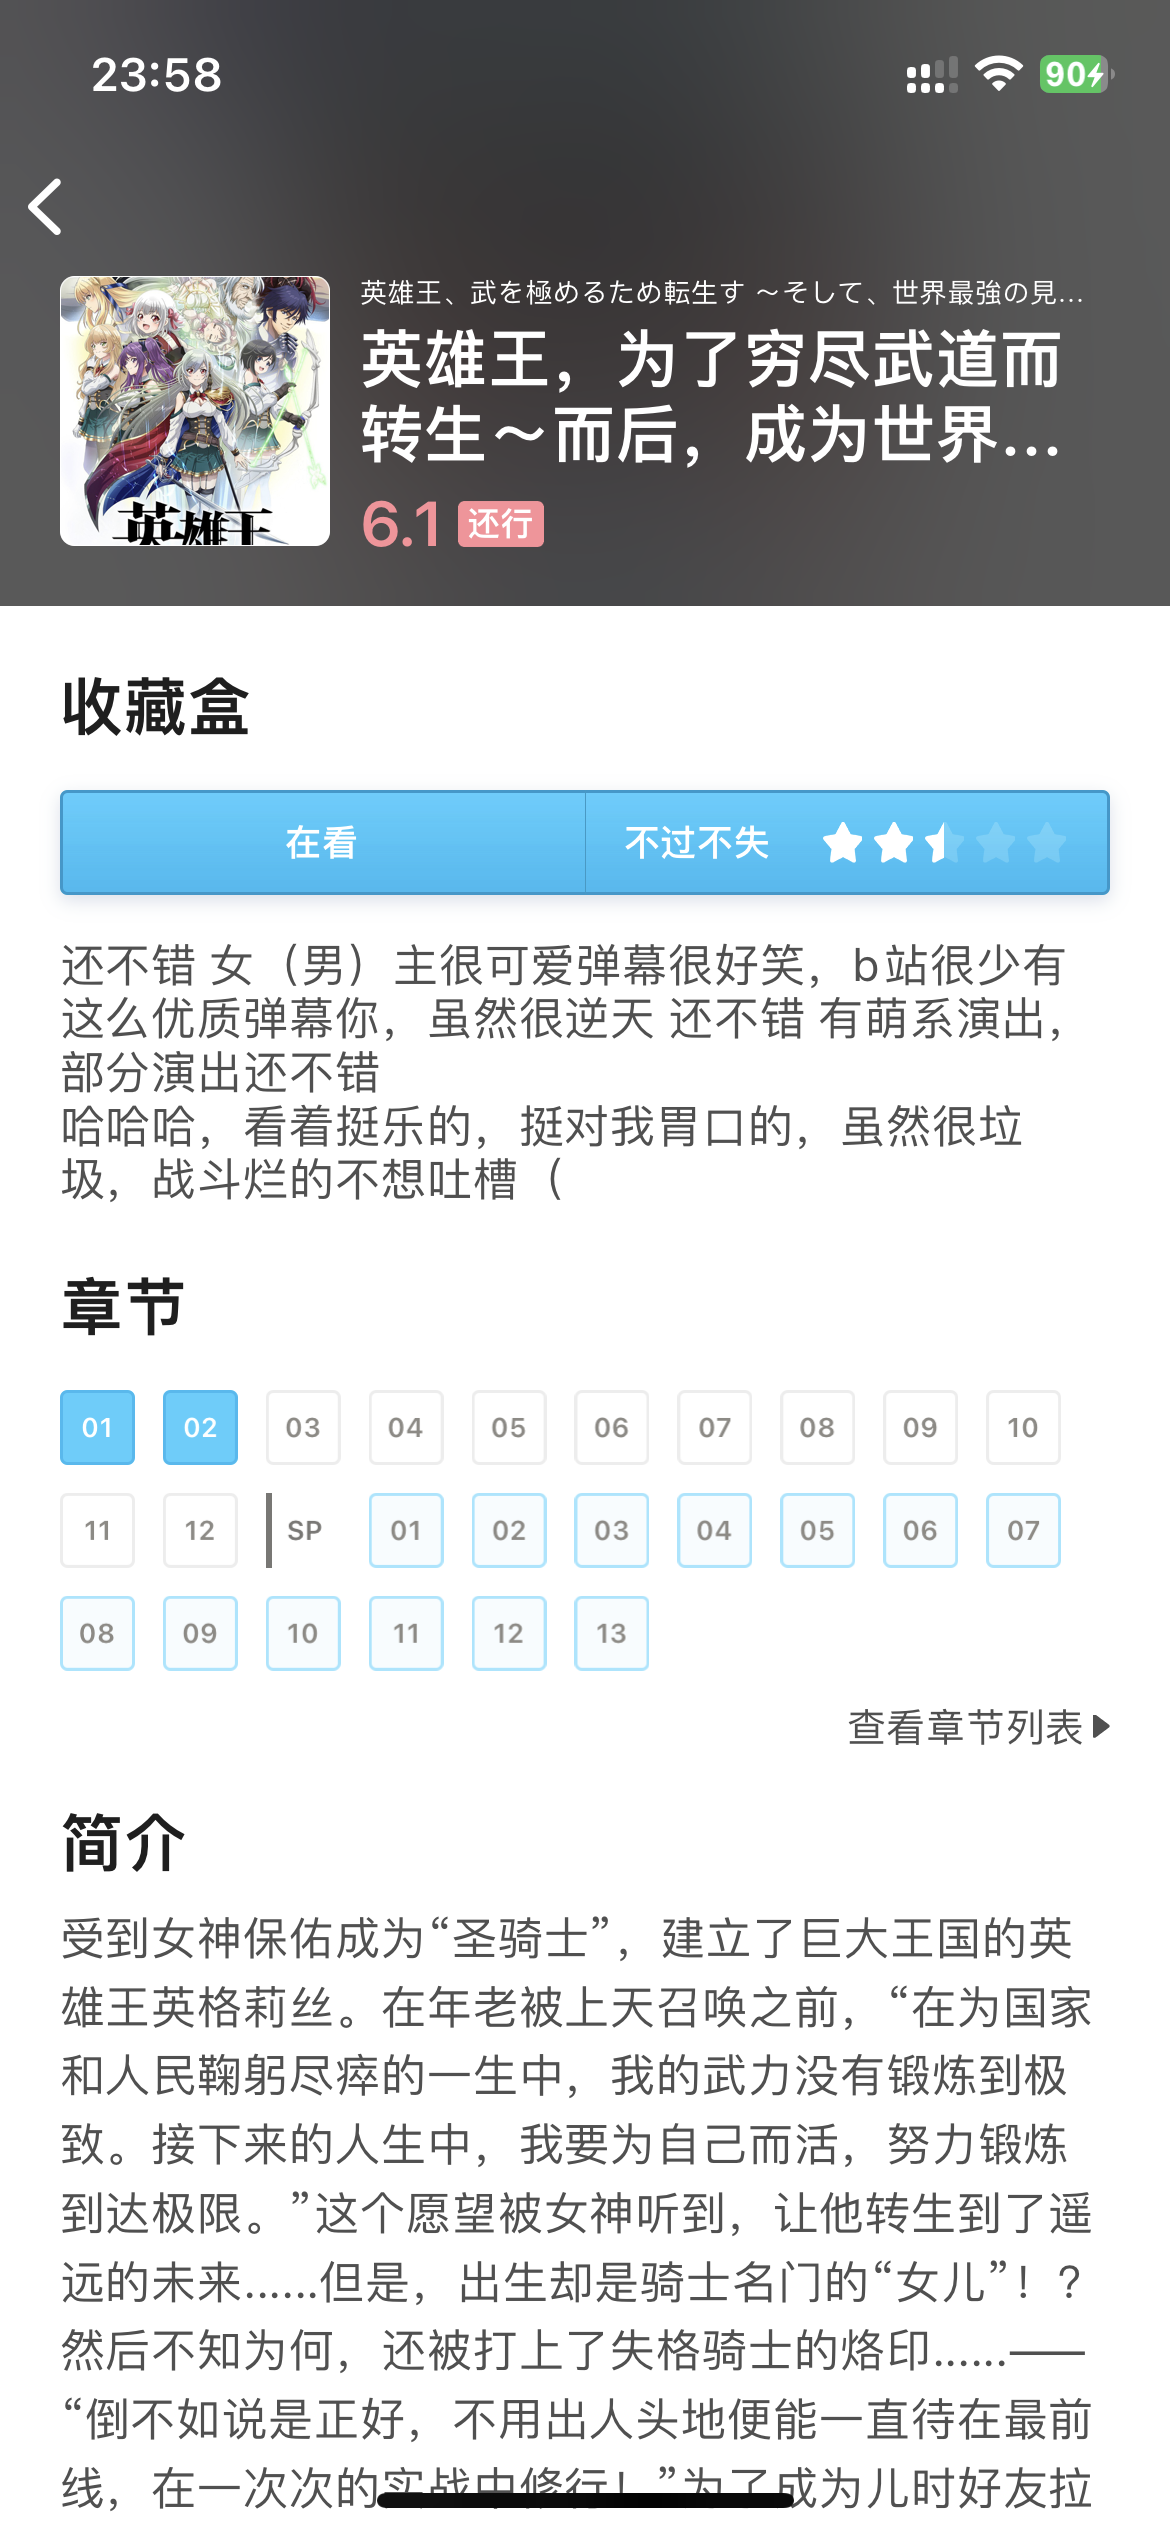 23:58
90
英雄王、武を極めるため転生す ～そして、世界最強の見...
英雄王，为了穷尽武道而
转生～而后，成为世界...
6.1 还行
英雄王
收藏盒
在看 不过不失
还不错 女（男）主很可爱弹幕很好笑，b站很少有
这么优质弹幕你，虽然很逆天 还不错 有萌系演出，
部分演出还不错
哈哈哈，看着挺乐的，挺对我胃口的，虽然很垃
圾，战斗烂的不想吐槽（
章节
01 02 03 04 05 06 07 08 09 10
11 12 SP 01 02 03 04 05 06 07
08 09 10 11 12 13
查看章节列表
简介
受到女神保佑成为“圣骑士”，建立了巨大王国的英
雄王英格莉丝。在年老被上天召唤之前，“在为国家
和人民鞠躬尽瘁的一生中，我的武力没有锻炼到极
致。接下来的人生中，我要为自己而活，努力锻炼
到达极限。”这个愿望被女神听到，让他转生到了遥
远的未来......但是，出生却是骑士名门的“女儿”！？
然后不知为何，还被打上了失格骑士的烙印......——
“倒不如说是正好，不用出人头地便能一直待在最前
线，在一次次的实战中修行！”为了成为儿时好友拉